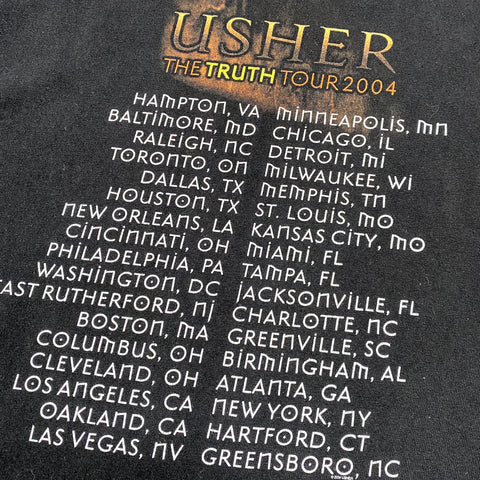 USHER
THE TRUTH TOUR 2004
HAMPTON, VA
BALTIMORE, MD
RALEIGH, NC
TORONTO, ON
DALLAS, TX
HOUSTON, TX
NEW ORLEANS, LA
CINCINNATI, OH
PHILADELPHIA, PA
WASHINGTON, DC
EAST RUTHERFORD, NJ
BOSTON, MA
COLUMBUS, OH
CLEVELAND, OH
LOS ANGELES, CA
OAKLAND, CA
LAS VEGAS, NV
MINNEAPOLIS, MN
CHICAGO, IL
DETROIT, MI
MILWAUKEE, WI
MEMPHIS, TN
ST. LOUIS, MO
KANSAS CITY, MO
MIAMI, FL
TAMPA, FL
JACKSONVILLE, FL
CHARLOTTE, NC
GREENVILLE, SC
BIRMINGHAM, AL
ATLANTA, GA
NEW YORK, NY
HARTFORD, CT
GREENSBORO, NC